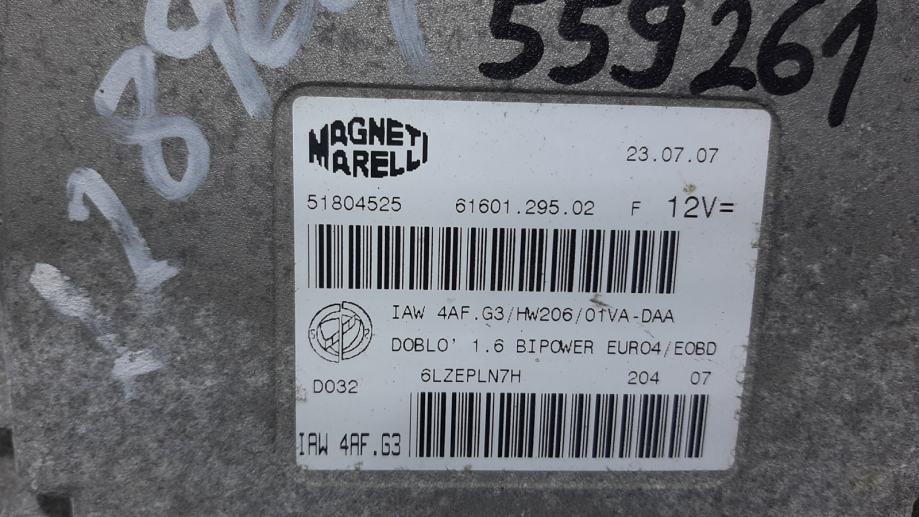 559261
MAGNETI
MARELLI
23.07.07
51804525 61601.295.02 F 12V=
IAW 4AF.G3/HW206/01VA-DAA
DOBLO' 1.6 BIPOWER EURO4/EOBD
D032 6LZEPLN7H 204 07
IAW 4AF.G3